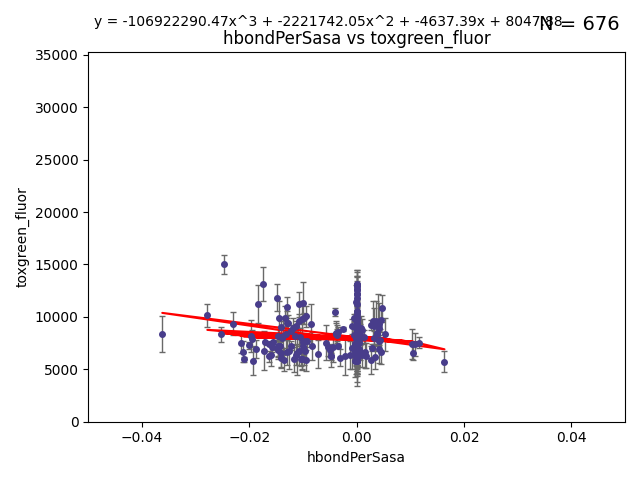 y = -106922290.47x^3 + -2221742.05x^2 + -4637.39x + 8047.88
N = 676
hbondPerSasa vs toxgreen_fluor
35000
30000
25000
20000
15000
10000
5000
0
toxgreen_fluor
−0.04
−0.02
0.00
0.02
0.04
hbondPerSasa